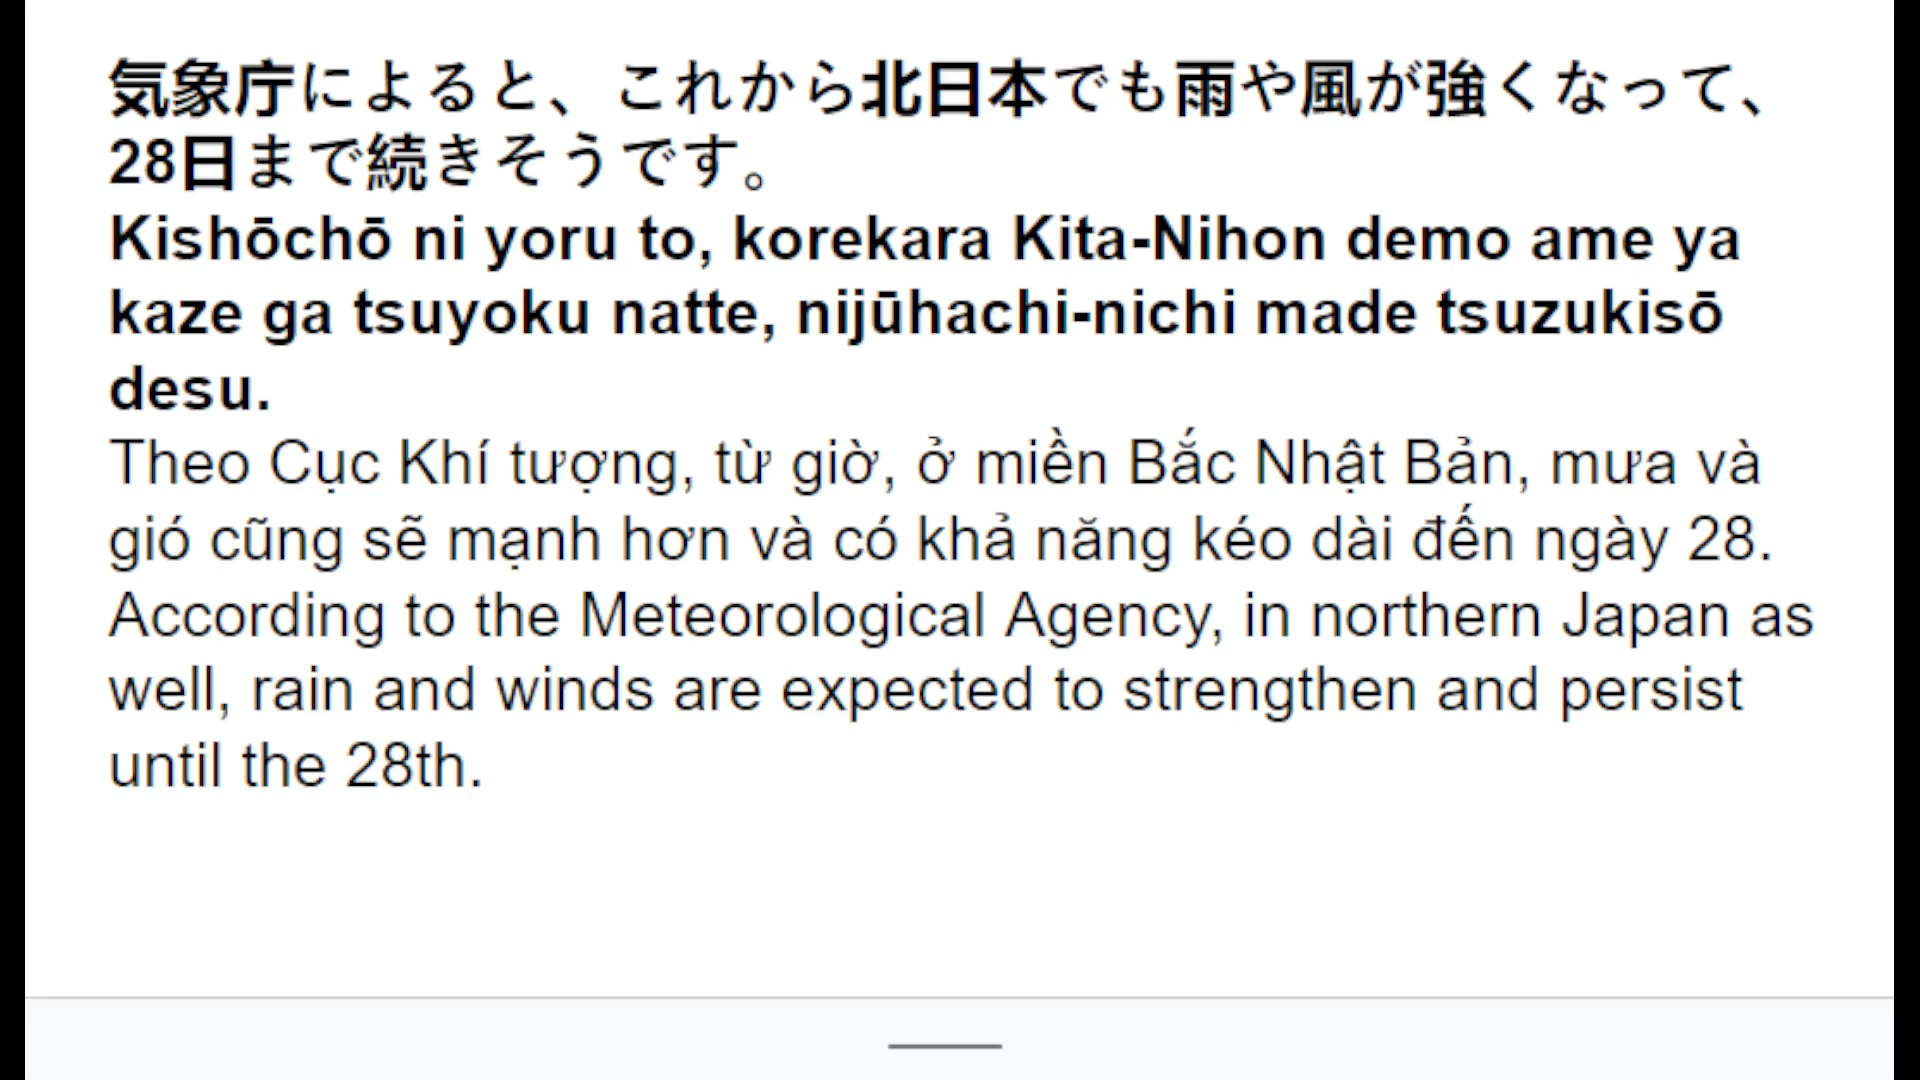 気象庁によると、これから北日本でも雨や風が強くなって、
28日まで続きそうです。
Kishōchō ni yoru to, korekara Kita-Nihon demo ame ya
kaze ga tsuyoku natte, nijūhachi-nichi made tsuzukisō
desu.
Theo Cục Khí tượng, từ giờ, ở miền Bắc Nhật Bản, mưa và
gió cũng sẽ mạnh hơn và có khả năng kéo dài đến ngày 28.
According to the Meteorological Agency, in northern Japan as
well, rain and winds are expected to strengthen and persist
until the 28th.